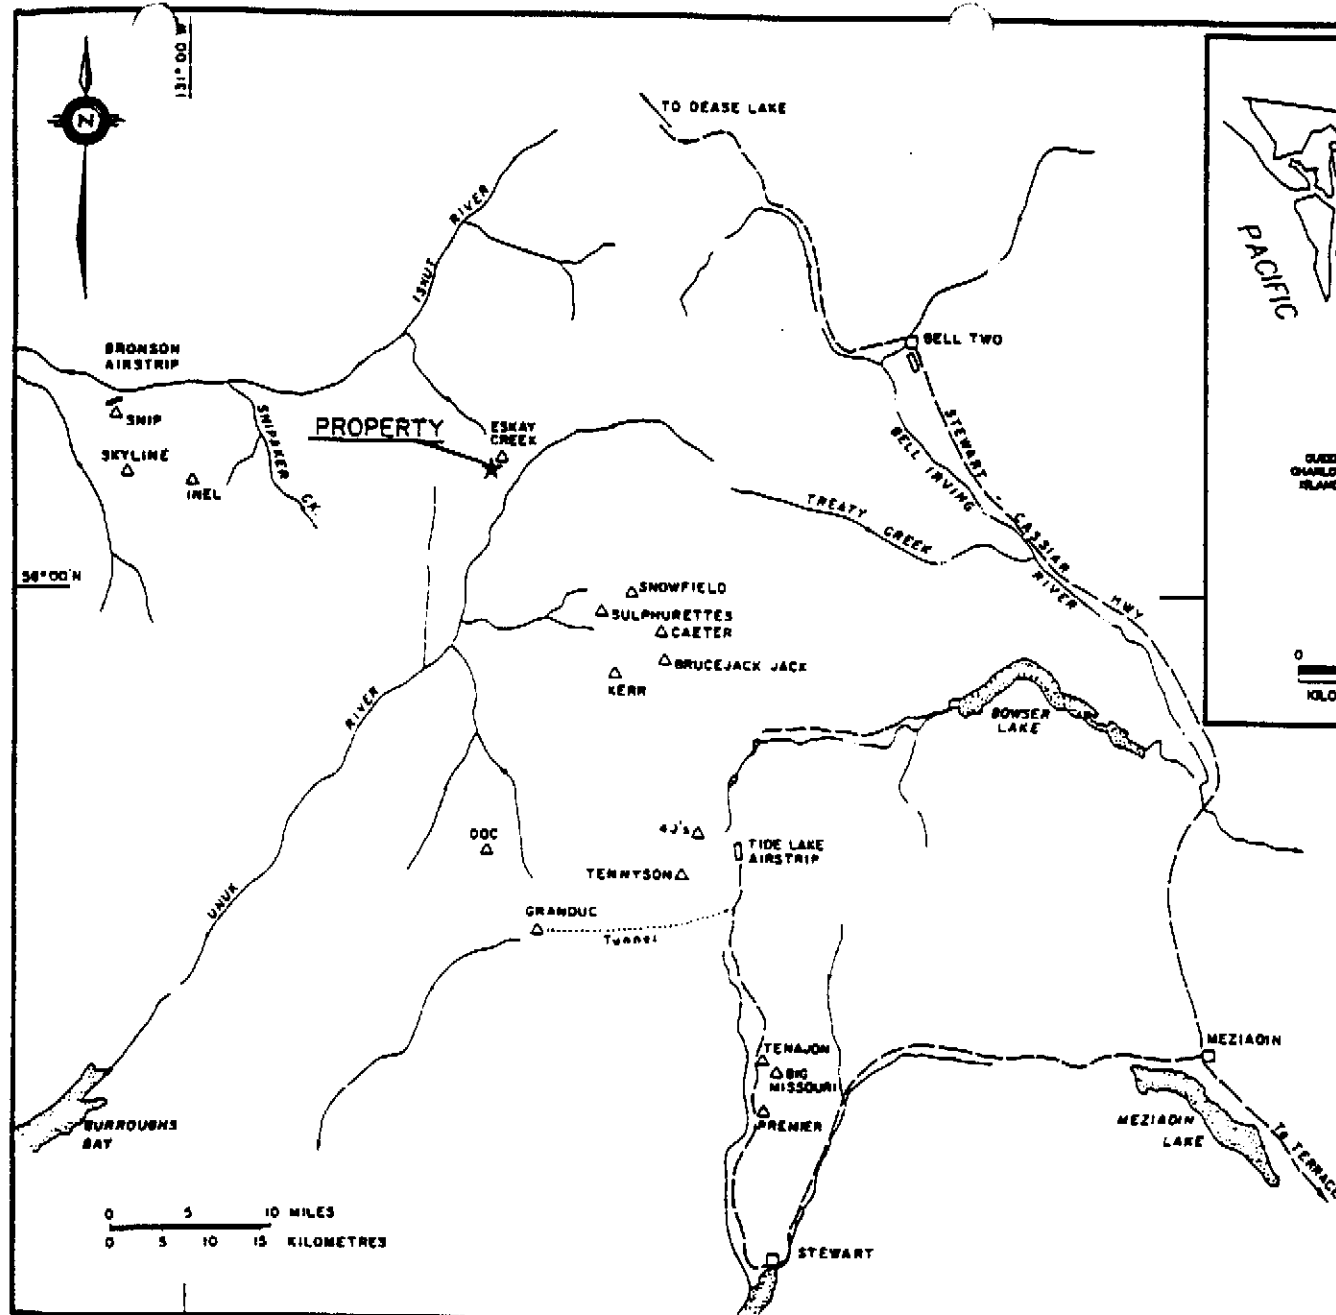 131° 00 W
N
TO DEASE LAKE
ISKUT RIVER
PACIFIC
BELL TWO
BRONSON
AIRSTRIP
SNIP
SNIPAKER CK.
PROPERTY
ESKAY
CREEK
SKYLINE
INEL
STEWART - CASSIAR HWY
BELL IRVING RIVER
TREATY CREEK
56°00'N
SNOWFIELD
SULPHURETTES
CAETER
BRUCEJACK JACK
KERR
0
UNUK RIVER
BOWSER
LAKE
4J's
TIDE LAKE
AIRSTRIP
DOC
TENNYSON
GRANDUC
Tunnel
TENAJON
BIG
MISSOURI
PREMIER
MEZIADIN
MEZIADIN
LAKE
To TERRACE
BURROUGHS
BAY
0 5 10 MILES
0 5 10 15 KILOMETRES
STEWART